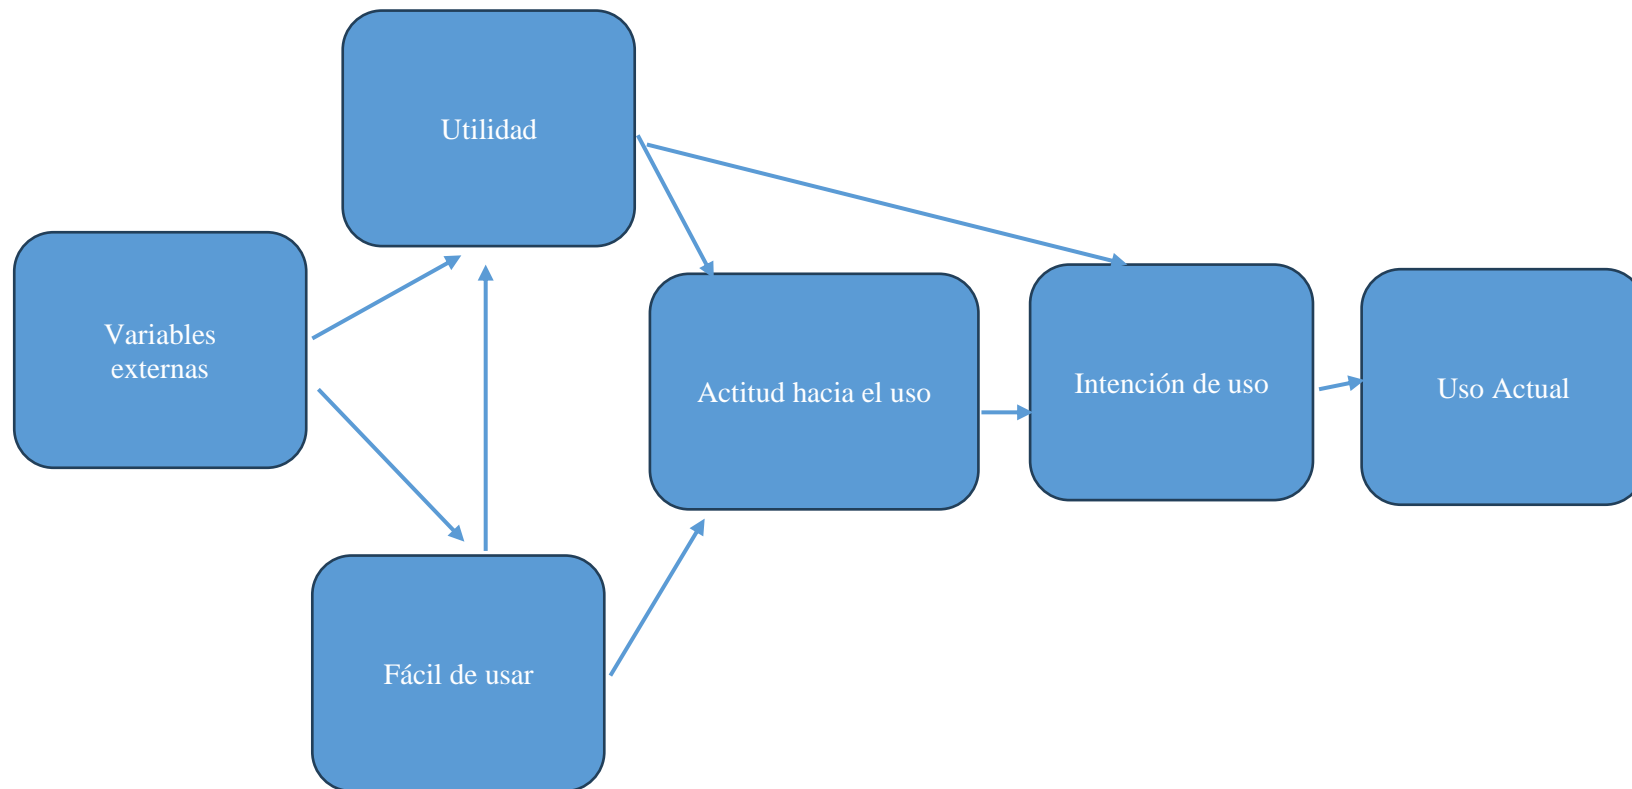 Utilidad
Variables
externas
Actitud hacia el uso
Intención de uso
Uso Actual
Fácil de usar